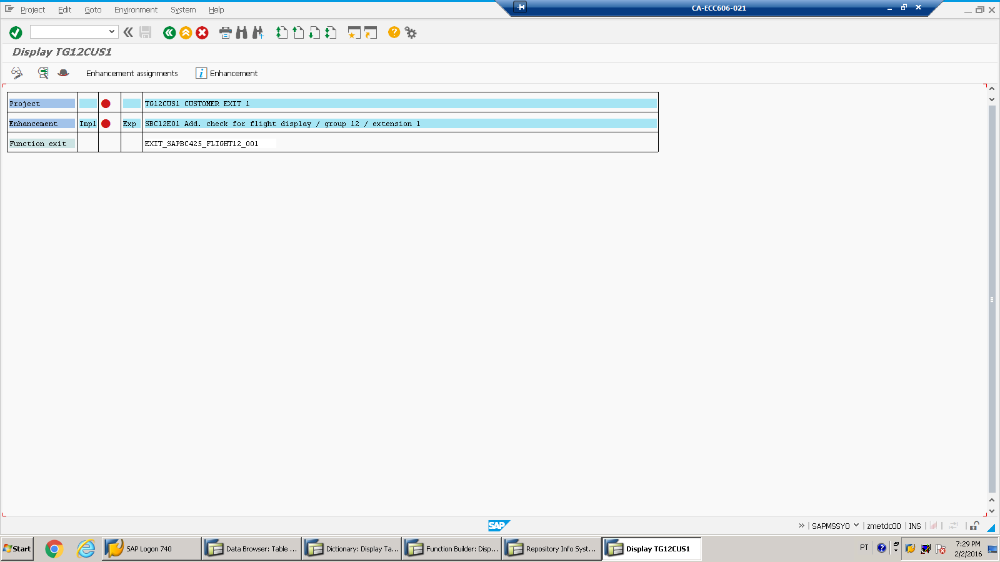 Project Edit Goto Environment System Help
CA-ECC606-021
Display TG12CUS1
Enhancement assignments Enhancement
Project TG12CUS1 CUSTOMER EXIT 1
Enhancement Impl Exp SBC12E01 Add. check for flight display / group 12 / extension 1
Function exit EXIT_SAPBC425_FLIGHT12_001
SAP
SAPMSSY0 zmetdc00 INS
Start SAP Logon 740 Data Browser: Table ... Dictionary: Display Ta... Function Builder: Disp... Repository Info Syst... Display TG12CUS1 PT 7:29 PM
2/2/2016